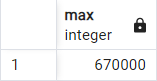 max
integer
1 670000